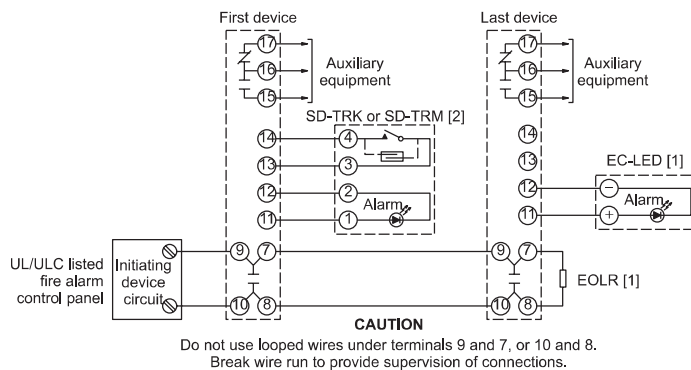 First device
Last device
17
16
15
Auxiliary
equipment
17
16
15
Auxiliary
equipment
SD-TRK or SD-TRM [2]
14
13
12
11
4
3
2
1
Alarm
14
13
12
11
EC-LED [1]
−
+
Alarm
UL/ULC listed
fire alarm
control panel
Initiating
device
circuit
9
7
10
8
9
7
10
8
EOLR [1]
CAUTION
Do not use looped wires under terminals 9 and 7, or 10 and 8.
Break wire run to provide supervision of connections.